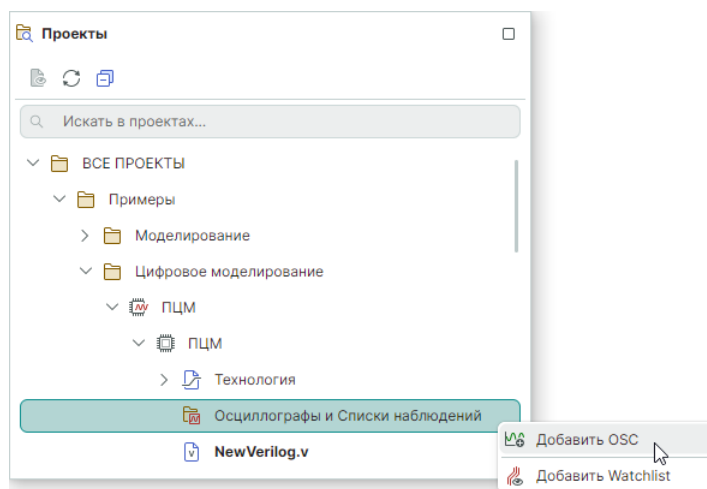 Проекты
Искать в проектах...
ВСЕ ПРОЕКТЫ
Примеры
Моделирование
Цифровое моделирование
ПЦМ
ПЦМ
Технология
Осциллографы и Списки наблюдений
Добавить OSC
NewVerilog.v
Добавить Watchlist